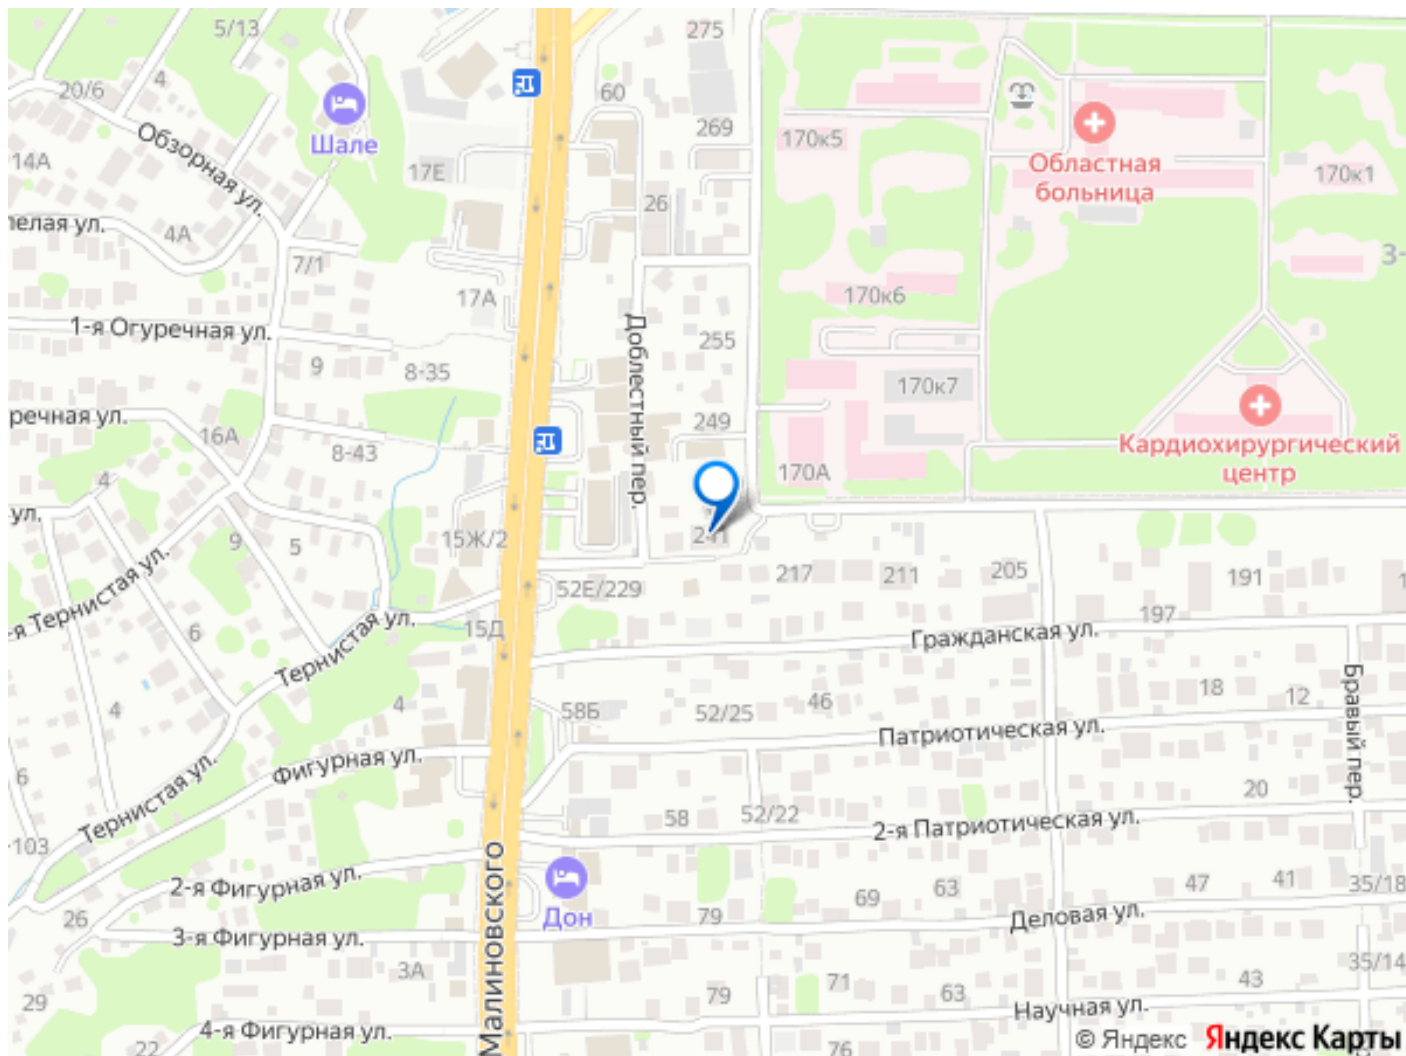 5/13
275
20/6
4
60
Шале
Обзорная ул.
269
170к5
Областная
больница
14А
17Е
170к1
26
пелая ул.
4А
7/1
3-
17А
170к6
1-я Огуречная ул.
Доблестный пер.
255
9
8-35
170к7
речная ул.
16А
249
8-43
Кардиохирургический
центр
170А
4
ул.
241
15Ж/2
9
5
-я Тернистая ул.
52Е/229
217
211
205
191
1
197
6
Тернистая ул.
15Д
Гражданская ул.
Бравый пер.
4
4
58Б
52/25
46
18
12
Патриотическая ул.
Фигурная ул.
6
Тернистая ул.
58
52/22
20
2-я Патриотическая ул.
103
Малиновского
2-я Фигурная ул.
Дон
69
63
47
41
35/18
26
79
Деловая ул.
3-я Фигурная ул.
3А
71
35/14
29
79
63
43
Научная ул.
4-я Фигурная ул.
22
76
© Яндекс Яндекс Карты